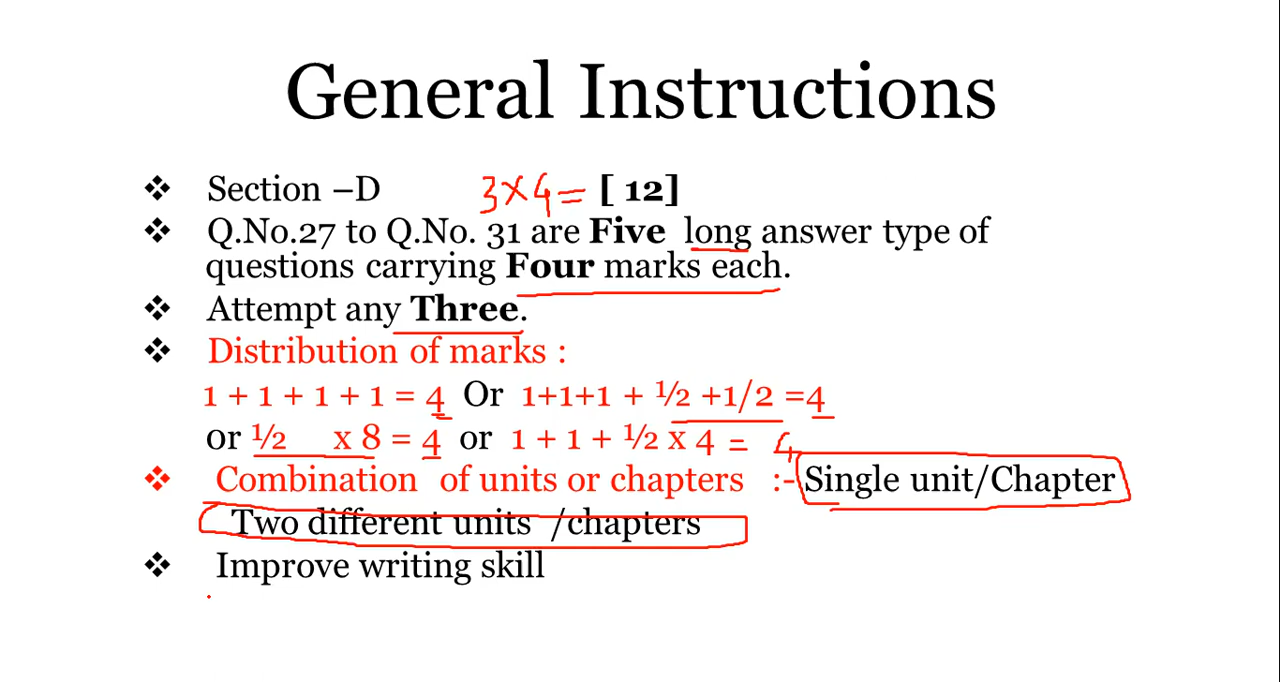 General Instructions
❖ Section –D 3×4= [ 12]
❖ Q.No.27 to Q.No. 31 are Five long answer type of
questions carrying Four marks each.
❖ Attempt any Three.
❖ Distribution of marks :
1 + 1 + 1 + 1 = 4 Or 1+1+1 + ½ +1/2 =4
or ½ x 8 = 4 or 1 + 1 + ½ x 4 = 4
❖ Combination of units or chapters :- Single unit/Chapter
Two different units /chapters
❖ Improve writing skill